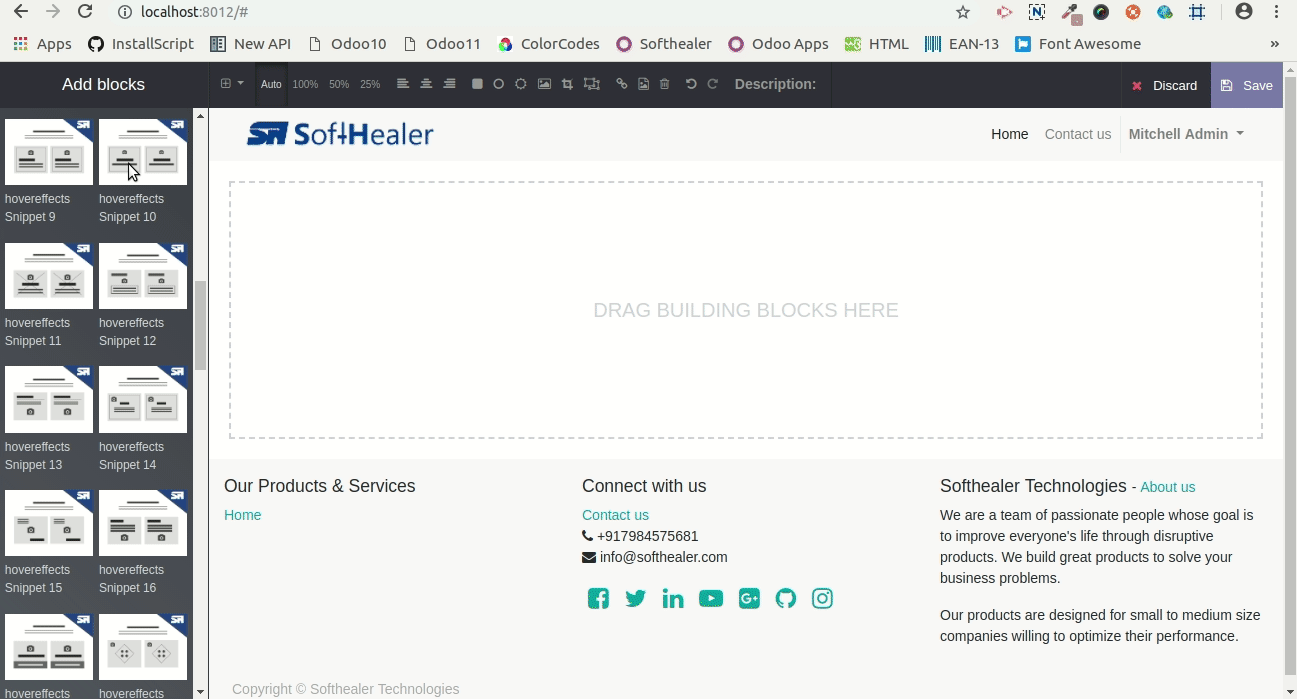 localhost:8012/#
Apps InstallScript New API Odoo10 Odoo11 ColorCodes Softhealer Odoo Apps HTML EAN-13 Font Awesome »
Add blocks
Auto 100% 50% 25% Description: Discard Save
SofHealer
Home Contact us Mitchell Admin
hovereffects Snippet 9
hovereffects Snippet 10
hovereffects Snippet 11
hovereffects Snippet 12
hovereffects Snippet 13
hovereffects Snippet 14
hovereffects Snippet 15
hovereffects Snippet 16
hovereffects
hovereffects
DRAG BUILDING BLOCKS HERE
Our Products & Services
Home
Connect with us
Contact us
+917984575681
info@softhealer.com
Softhealer Technologies - About us
We are a team of passionate people whose goal is
to improve everyone's life through disruptive
products. We build great products to solve your
business problems.
Our products are designed for small to medium size
companies willing to optimize their performance.
Copyright © Softhealer Technologies